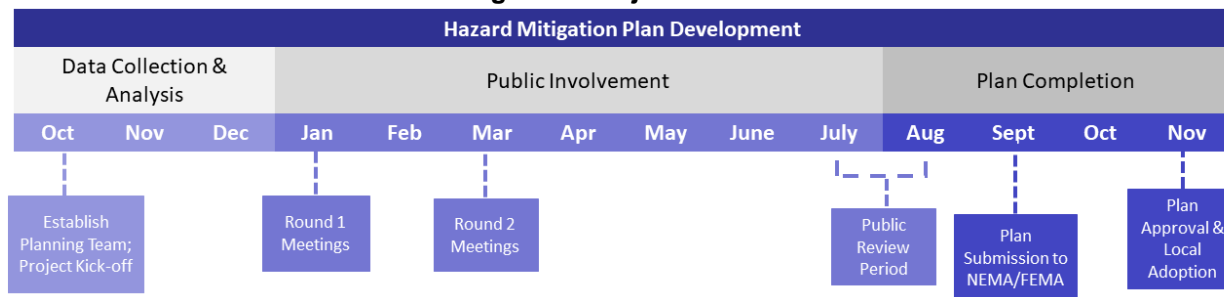 Hazard Mitigation Plan Development
Data Collection &
Analysis
Public Involvement
Plan Completion
Oct Nov Dec Jan Feb Mar Apr May June July Aug Sept Oct Nov
Establish
Planning Team;
Project Kick-off
Round 1
Meetings
Round 2
Meetings
Public
Review
Period
Plan
Submission to
NEMA/FEMA
Plan
Approval &
Local
Adoption